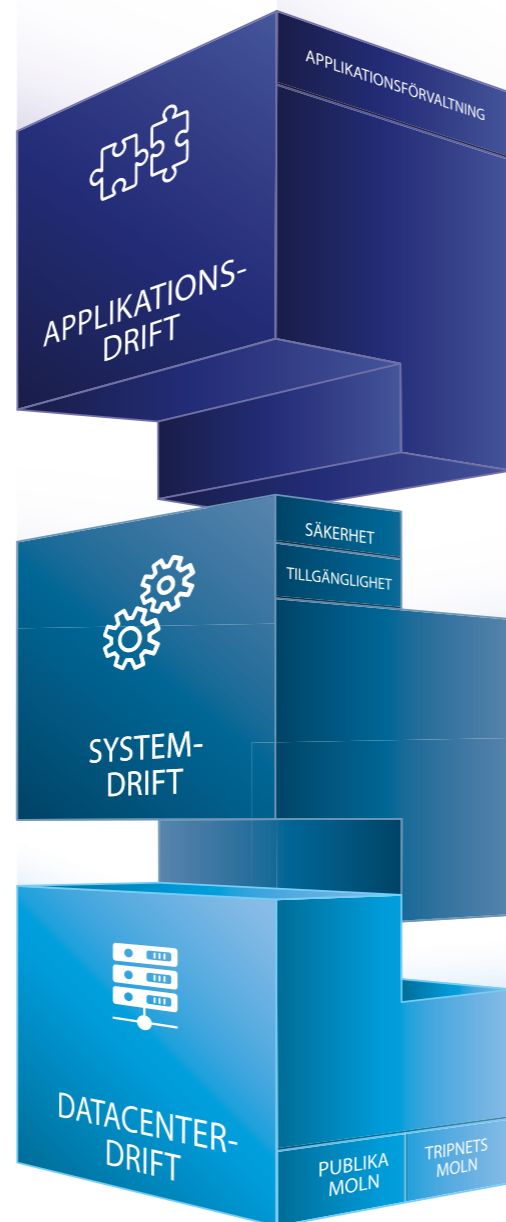 APPLIKATIONSFÖRVALTNING
APPLIKATIONS-
DRIFT
SÄKERHET
TILLGÄNGLIGHET
SYSTEM-
DRIFT
DATACENTER-
DRIFT
PUBLIKA
MOLN
TRIPNETS
MOLN